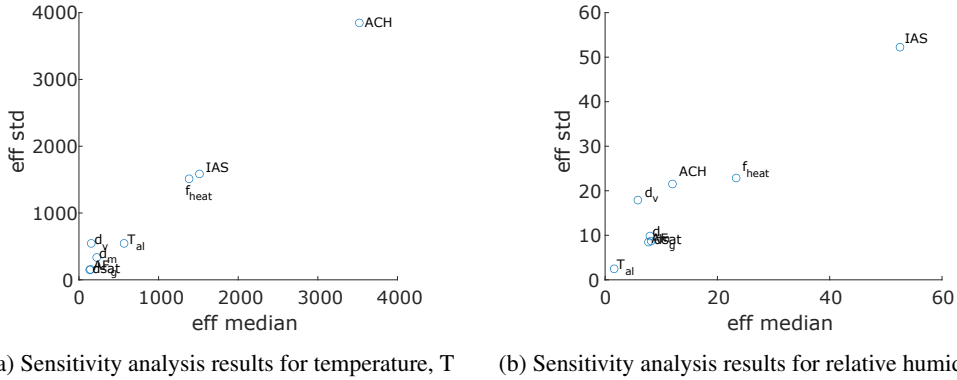 4000
3000
2000
1000
0
eff std
ACH
IAS
f_heat
d_v
T_al
d_m
0 1000 2000 3000 4000
eff median
60
50
40
30
20
10
0
eff std
IAS
ACH
f_heat
d_v
T_al
0 20 40 60
eff median
a) Sensitivity analysis results for temperature, T
(b) Sensitivity analysis results for relative humid